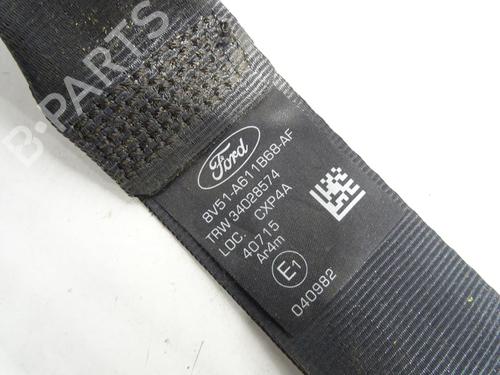 B-PARTS
Ford
8V51-A611B68-AF
TRW 34028574
LOC. CXP4A
40715
Ar4m
E1
040982